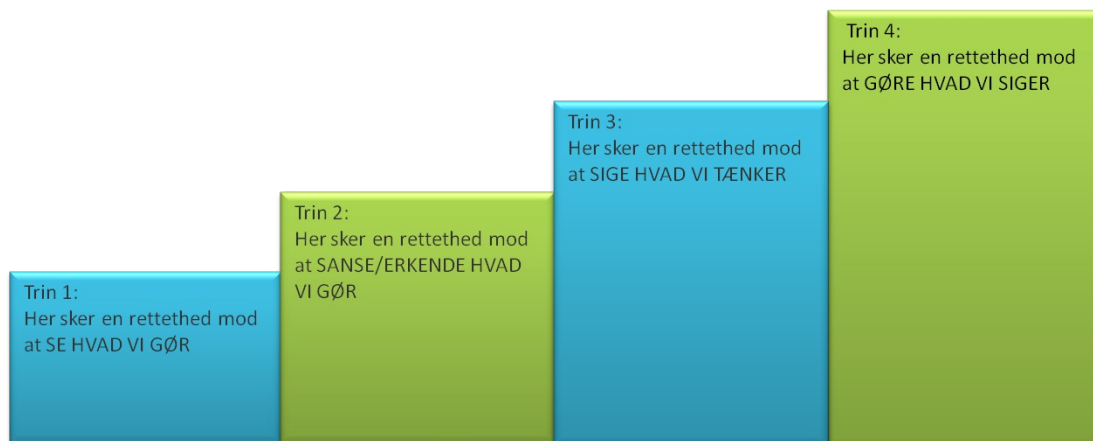 Trin 1:
Her sker en rettethed mod
at SE HVAD VI GØR
Trin 2:
Her sker en rettethed mod
at SANSE/ERKENDE HVAD
VI GØR
Trin 3:
Her sker en rettethed mod
at SIGE HVAD VI TÆNKER
Trin 4:
Her sker en rettethed mod
at GØRE HVAD VI SIGER